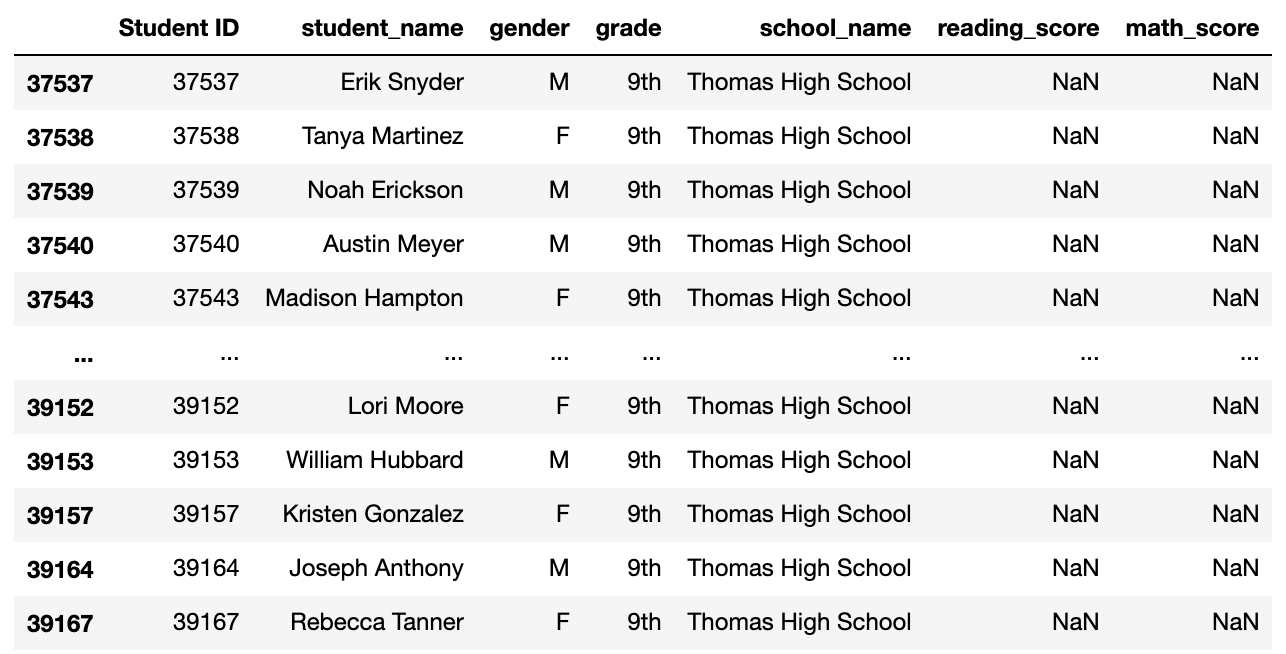 Student ID student_name gender grade school_name reading_score math_score
37537 37537 Erik Snyder M 9th Thomas High School NaN NaN
37538 37538 Tanya Martinez F 9th Thomas High School NaN NaN
37539 37539 Noah Erickson M 9th Thomas High School NaN NaN
37540 37540 Austin Meyer M 9th Thomas High School NaN NaN
37543 37543 Madison Hampton F 9th Thomas High School NaN NaN
... ... ... ... ... ... ... ...
39152 39152 Lori Moore F 9th Thomas High School NaN NaN
39153 39153 William Hubbard M 9th Thomas High School NaN NaN
39157 39157 Kristen Gonzalez F 9th Thomas High School NaN NaN
39164 39164 Joseph Anthony M 9th Thomas High School NaN NaN
39167 39167 Rebecca Tanner F 9th Thomas High School NaN NaN